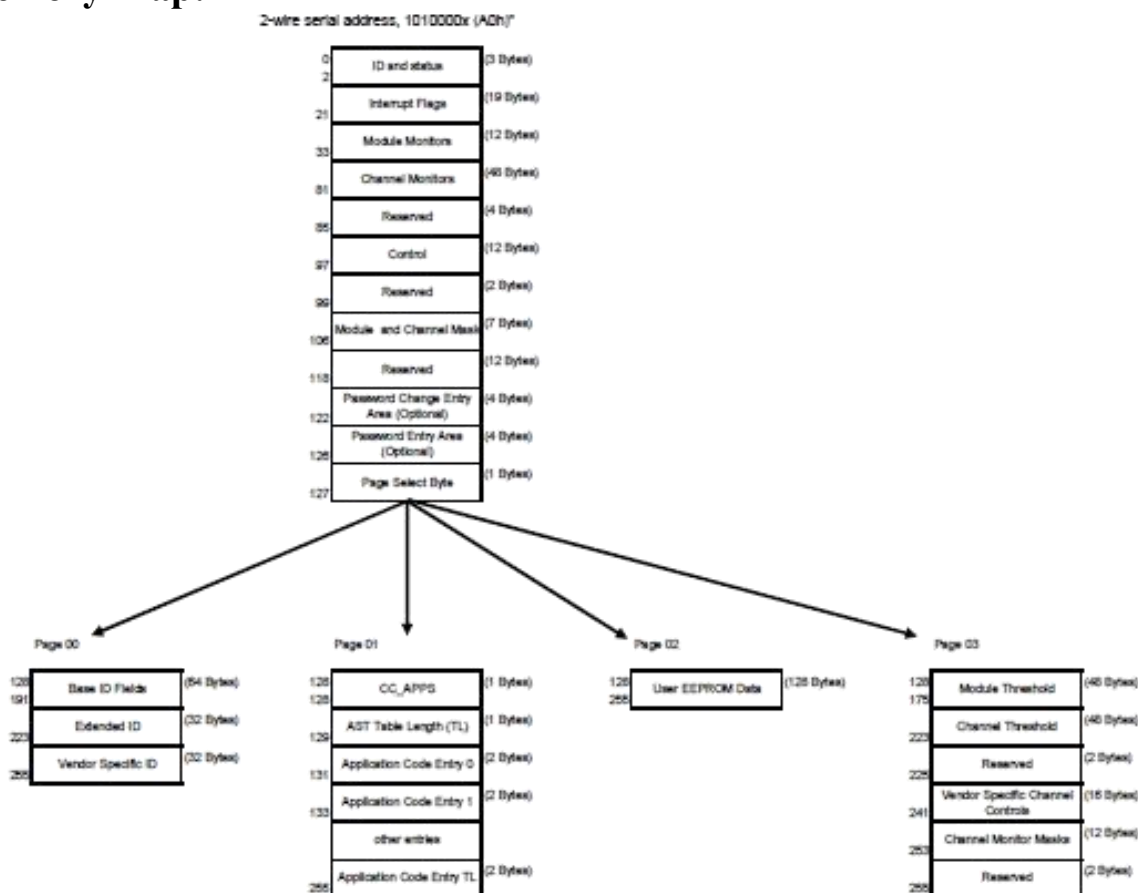 2-wire serial address, 1010000x (A0h)"
0
2
ID and status
(3 Bytes)
21
Interrupt Flags
(19 Bytes)
33
Module Monitors
(12 Bytes)
81
Channel Monitors
(48 Bytes)
85
Reserved
(4 Bytes)
97
Control
(12 Bytes)
99
Reserved
(2 Bytes)
106
Module and Channel Mask
(7 Bytes)
118
Reserved
(12 Bytes)
122
Password Change Entry
Area (Optional)
(4 Bytes)
126
Password Entry Area
(Optional)
(4 Bytes)
127
Page Select Byte
(1 Bytes)
Page 00
128
191
Base ID Fields
(64 Bytes)
223
Extended ID
(32 Bytes)
255
Vendor Specific ID
(32 Bytes)
Page 01
128
128
CC_APPS
(1 Bytes)
129
AST Table Length (TL)
(1 Bytes)
131
Application Code Entry 0
(2 Bytes)
133
Application Code Entry 1
(2 Bytes)
other entries
255
Application Code Entry TL
(2 Bytes)
Page 02
128
255
User EEPROM Data
(128 Bytes)
Page 03
128
175
Module Threshold
(48 Bytes)
223
Channel Threshold
(48 Bytes)
225
Reserved
(2 Bytes)
241
Vendor Specific Channel
Controls
(16 Bytes)
253
Channel Monitor Masks
(12 Bytes)
255
Reserved
(2 Bytes)